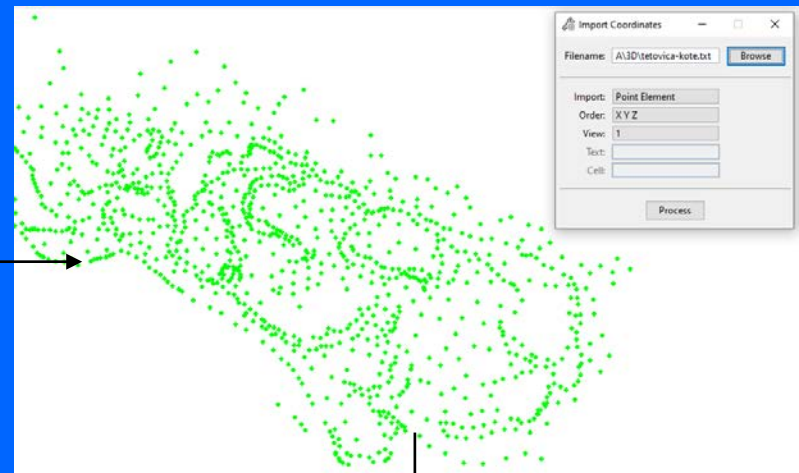 Import Coordinates
Filename: A\3D\tetovica-kote.txt Browse
Import: Point Element
Order: X Y Z
View: 1
Text:
Cell:
Process